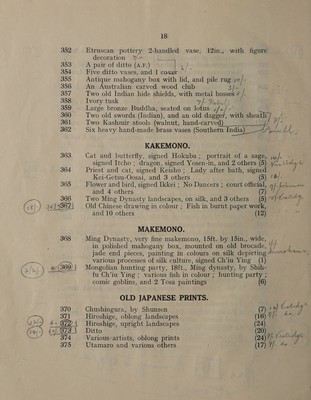 18
352 Etruscan pottery 2-handled vase, 12in., with figure
decoration
353 A pair of ditto (A.F.)
354 Five ditto vases, and 1 cover
355 Antique mahogany box with lid, and pile rug
356 An Australian carved wood club
357 Two old Indian hide shields, with metal bosses
358 Ivory tusk
359 Large bronze Buddha, seated on lotus
360 Two old swords (Indian), and an old dagger, with sheath
361 Two Kashmir stools (walnut, hand-carved)
362 Six heavy hand-made brass vases (Southern India)
KAKEMONO.
363 Cat and butterfly, signed Hokubu ; portrait of a sage,
signed Itcho ; dragon, signed Yosen-in, and 2 others (5)
364 Priest and cat, signed Keisho ; Lady after bath, signed
Kei-Getsu-Oosai, and 3 others (5)
365 Flower and bird, signed Ikkei ; No Dancers ; court official,
and 4 others (7)
366 Two Ming Dynasty landscapes, on silk, and 3 others (5)
367 Old Chinese drawing in colour ; Fish in burnt paper work,
and 10 others (12)
MAKEMONO.
368 Ming Dynasty, very fine makemono, 15ft. by 15in., wide,
in polished mahogany box, mounted on old brocade,
jade end pieces, painting in colours on silk depicting
various processes of silk culture, signed Ch'iu Ying (1)
369 Mongolian hunting party, 18ft., Ming dynasty, by Shih-
fu Ch'iu Ying ; various fish in colour ; hunting party ;
comic goblins, and 2 Tosa paintings (6)
OLD JAPANESE PRINTS.
370 Chushingura, by Shunsen (7)
371 Hiroshige, oblong landscapes (16)
372 Hiroshige, upright landscapes (24)
373 Ditto (20)
374 Various artists, oblong prints (24)
375 Utamaro and various others (17)